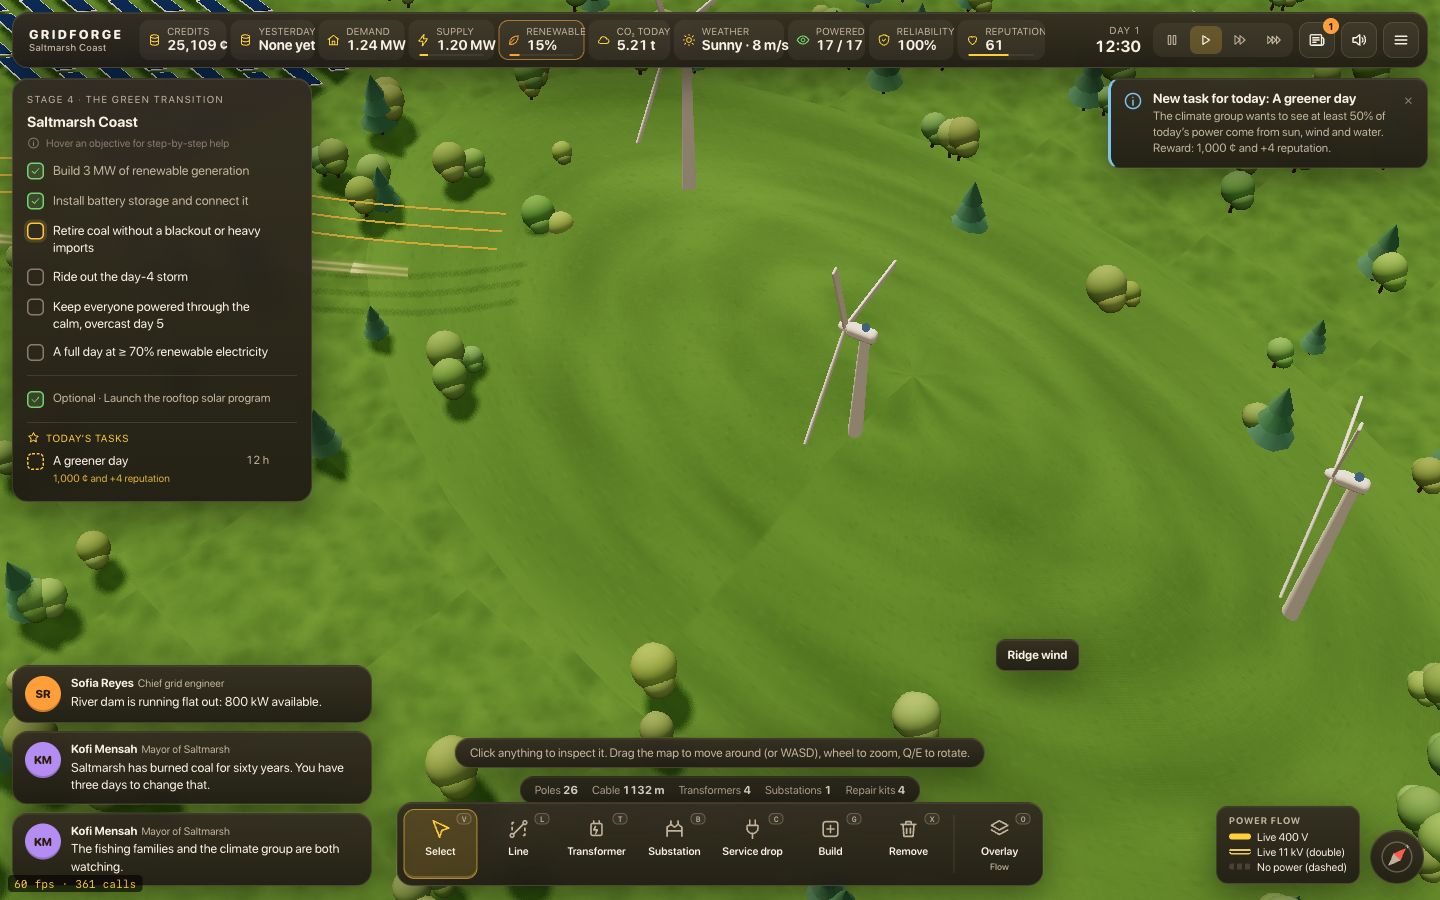 GRIDFORGE
Saltmarsh Coast
CREDITS
25,109 ¢
YESTERDAY
None yet
DEMAND
1.24 MW
SUPPLY
1.20 MW
RENEWABLE
15%
CO₂ TODAY
5.21 t
WEATHER
Sunny · 8 m/s
POWERED
17 / 17
RELIABILITY
100%
REPUTATION
61
DAY 1
12:30
1
STAGE 4 · THE GREEN TRANSITION
Saltmarsh Coast
Hover an objective for step-by-step help
Build 3 MW of renewable generation
Install battery storage and connect it
Retire coal without a blackout or heavy
imports
Ride out the day-4 storm
Keep everyone powered through the
calm, overcast day 5
A full day at ≥ 70% renewable electricity
Optional · Launch the rooftop solar program
TODAY'S TASKS
A greener day 12 h
1,000 ¢ and +4 reputation
New task for today: A greener day ×
The climate group wants to see at least 50% of
today's power come from sun, wind and water.
Reward: 1,000 ¢ and +4 reputation.
Ridge wind
SR
Sofia Reyes Chief grid engineer
River dam is running flat out: 800 kW available.
KM
Kofi Mensah Mayor of Saltmarsh
Saltmarsh has burned coal for sixty years. You have
three days to change that.
KM
Kofi Mensah Mayor of Saltmarsh
The fishing families and the climate group are both
watching.
60 fps · 361 calls
Click anything to inspect it. Drag the map to move around (or WASD), wheel to zoom, Q/E to rotate.
Poles 26 Cable 1132 m Transformers 4 Substations 1 Repair kits 4
V
Select
L
Line
T
Transformer
B
Substation
C
Service drop
G
Build
X
Remove
O
Overlay
Flow
POWER FLOW
Live 400 V
Live 11 kV (double)
No power (dashed)